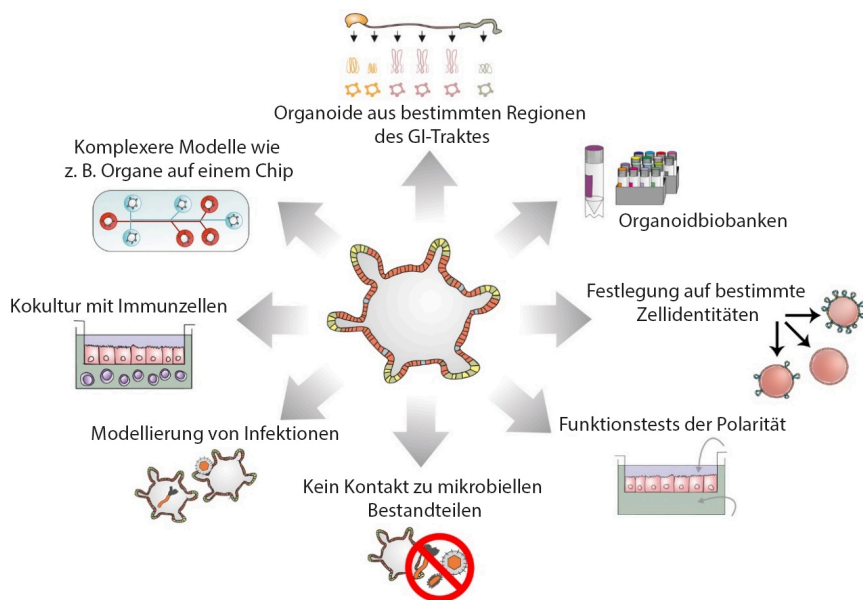 Organoide aus bestimmten Regionen
des GI-Traktes
Komplexere Modelle wie
z. B. Organe auf einem Chip
Organoidbiobanken
Kokultur mit Immunzellen
Festlegung auf bestimmte
Zellidentitäten
Modellierung von Infektionen
Funktionstests der Polarität
Kein Kontakt zu mikrobiellen
Bestandteilen